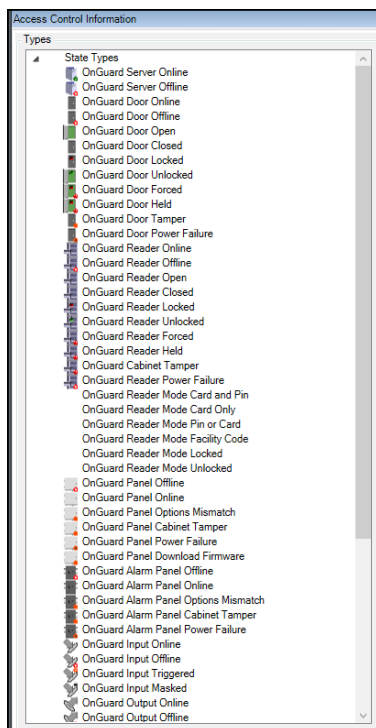 Access Control Information
Types
State Types
OnGuard Server Online
OnGuard Server Offline
OnGuard Door Online
OnGuard Door Offline
OnGuard Door Open
OnGuard Door Closed
OnGuard Door Locked
OnGuard Door Unlocked
OnGuard Door Forced
OnGuard Door Held
OnGuard Door Tamper
OnGuard Door Power Failure
OnGuard Reader Online
OnGuard Reader Offline
OnGuard Reader Open
OnGuard Reader Closed
OnGuard Reader Locked
OnGuard Reader Unlocked
OnGuard Reader Forced
OnGuard Reader Held
OnGuard Cabinet Tamper
OnGuard Reader Power Failure
OnGuard Reader Mode Card and Pin
OnGuard Reader Mode Card Only
OnGuard Reader Mode Pin or Card
OnGuard Reader Mode Facility Code
OnGuard Reader Mode Locked
OnGuard Reader Mode Unlocked
OnGuard Panel Offline
OnGuard Panel Online
OnGuard Panel Options Mismatch
OnGuard Panel Cabinet Tamper
OnGuard Panel Power Failure
OnGuard Panel Download Firmware
OnGuard Alarm Panel Offline
OnGuard Alarm Panel Online
OnGuard Alarm Panel Options Mismatch
OnGuard Alarm Panel Cabinet Tamper
OnGuard Alarm Panel Power Failure
OnGuard Input Online
OnGuard Input Offline
OnGuard Input Triggered
OnGuard Input Masked
OnGuard Output Online
OnGuard Output Offline